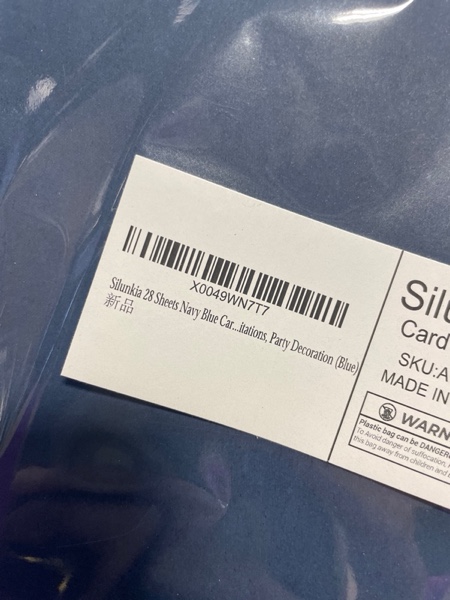 X0049WN7T7
Silunkia 28 Sheets Navy Blue Car...itations, Party Decoration (Blue)
新品
Card
SKU:A
MADE IN
WARN
Plastic bag can be DANGER
To Avoid danger of suffocation,
this bag away from children and